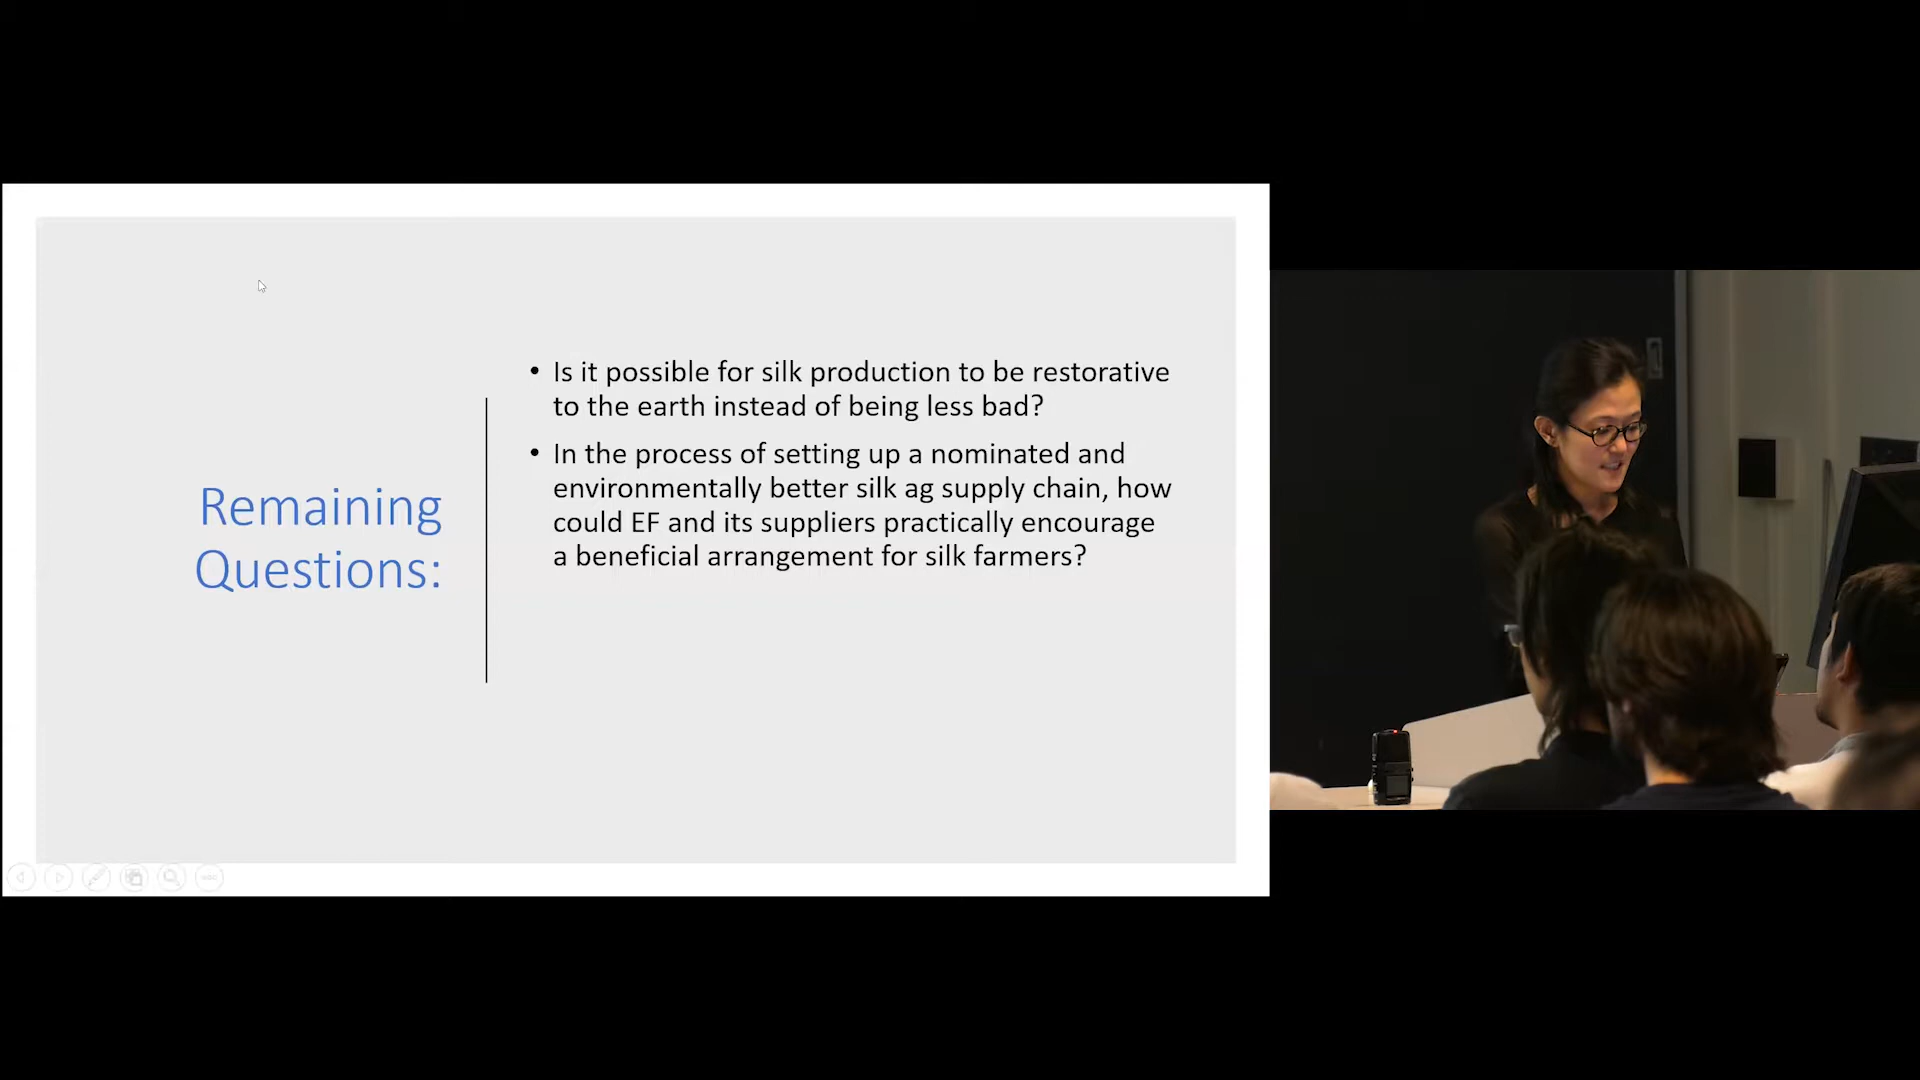 Remaining
Questions:
• Is it possible for silk production to be restorative
to the earth instead of being less bad?
• In the process of setting up a nominated and
environmentally better silk ag supply chain, how
could EF and its suppliers practically encourage
a beneficial arrangement for silk farmers?